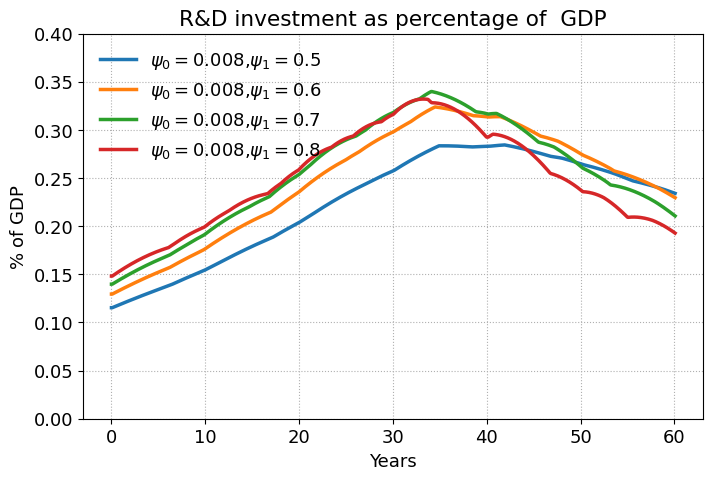 R&D investment as percentage of  GDP
0.40
0.35
0.30
0.25
0.20
0.15
0.10
0.05
0.00
% of GDP
ψ₀ = 0.008,ψ₁ = 0.5
ψ₀ = 0.008,ψ₁ = 0.6
ψ₀ = 0.008,ψ₁ = 0.7
ψ₀ = 0.008,ψ₁ = 0.8
0 10 20 30 40 50 60
Years